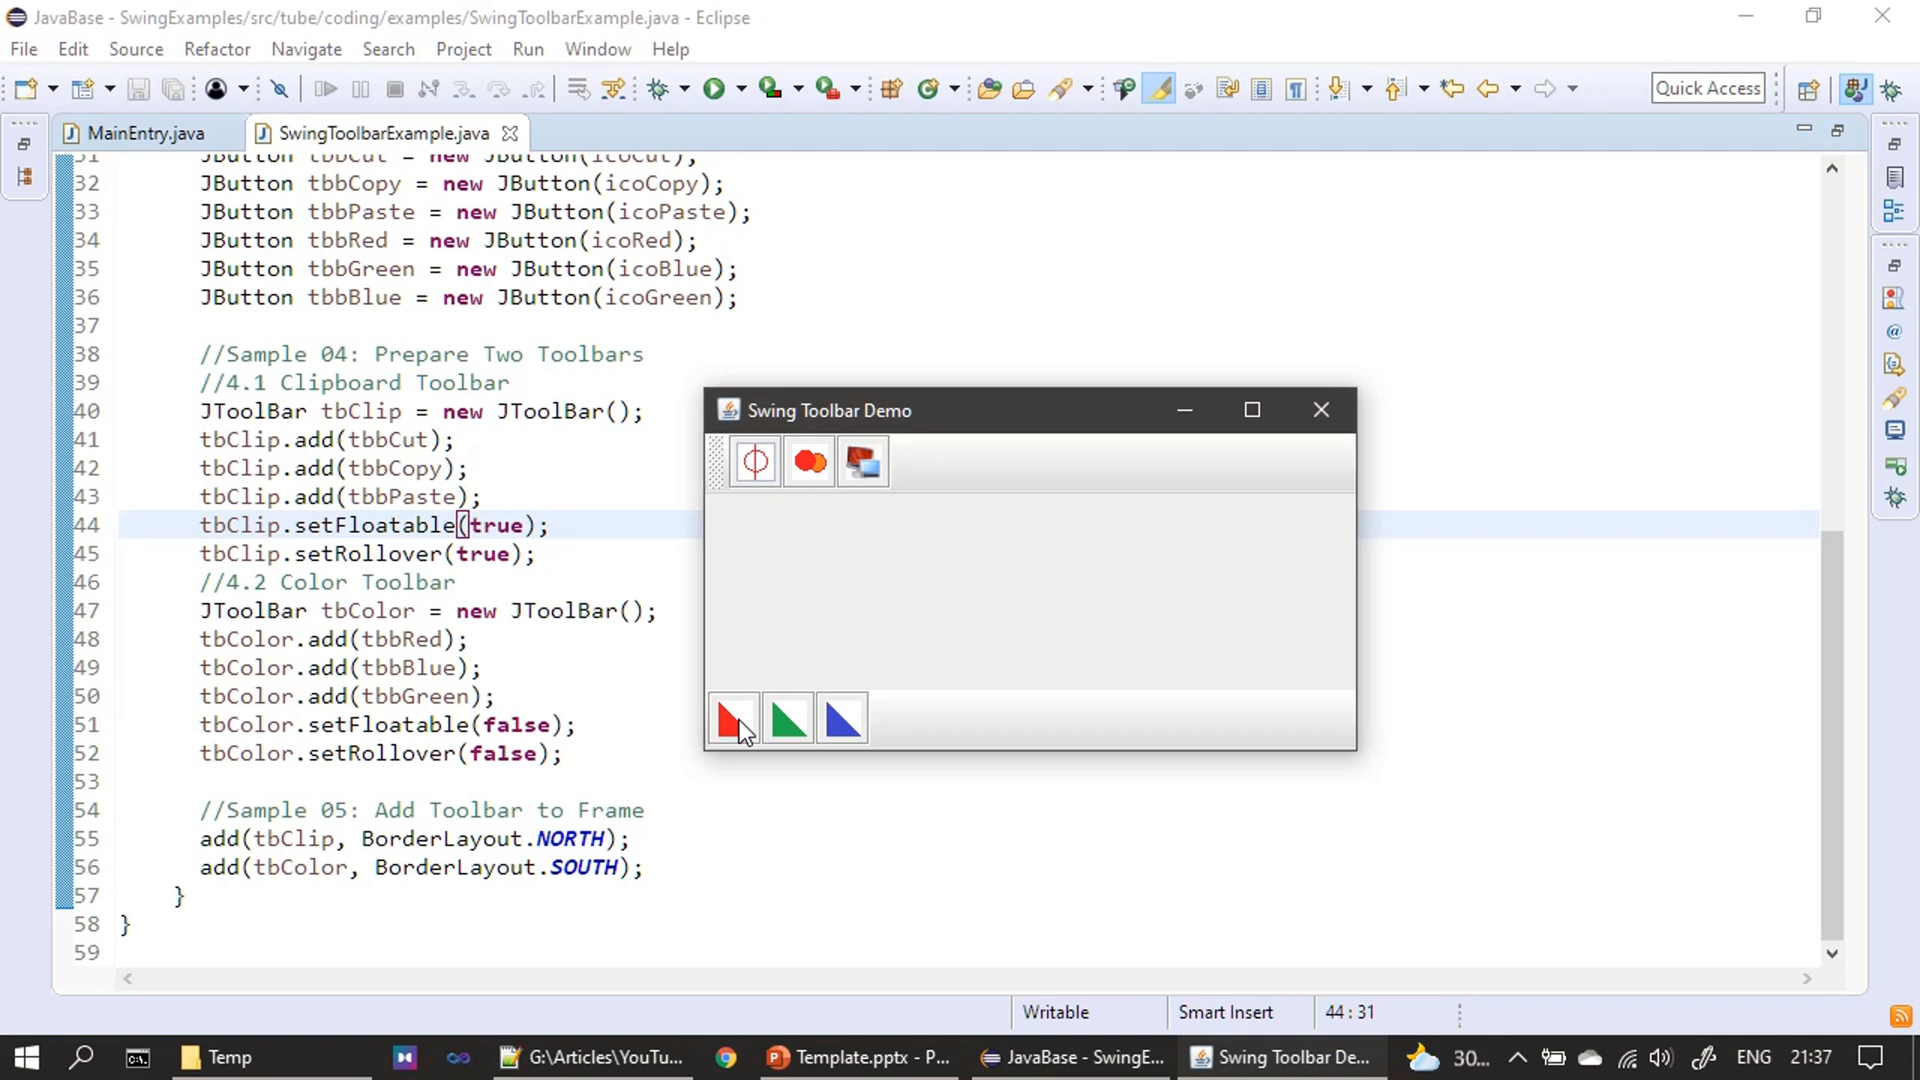 JavaBase - SwingExamples/src/tube/coding/examples/SwingToolbarExample.java - Eclipse
File Edit Source Refactor Navigate Search Run Window Help
Quick Access
MainEntry.java
SwingToolbarExample.java
31 JButton tbbCut = new JButton(icoCut);
32 JButton tbbCopy = new JButton(icoCopy);
33 JButton tbbPaste = new JButton(icoPaste);
34 JButton tbbRed = new JButton(icoRed);
35 JButton tbbGreen = new JButton(icoBlue);
36 JButton tbbBlue = new JButton(icoGreen);
37
38 //Sample 04: Prepare Two Toolbars
39 //4.1 Clipboard Toolbar
40 JToolBar tbClip = new JToolBar();
41 tbClip.add(tbbCut);
42 tbClip.add(tbbCopy);
43 tbClip.add(tbbPaste);
44 tbClip.setFloatable(true);
45 tbClip.setRollover(true);
46 //4.2 Color Toolbar
47 JToolBar tbColor = new JToolBar();
48 tbColor.add(tbbRed);
49 tbColor.add(tbbBlue);
50 tbColor.add(tbbGreen);
51 tbColor.setFloatable(false);
52 tbColor.setRollover(false);
53
54 //Sample 05: Add Toolbar to Frame
55 add(tbClip, BorderLayout.NORTH);
56 add(tbColor, BorderLayout.SOUTH);
57 }
58 }
59
Swing Toolbar Demo
Writable Smart Insert 44 : 31
Temp G:\Articles\YouTu... Template.pptx - P... JavaBase - SwingE... Swing Toolbar De... 30... ENG 21:37